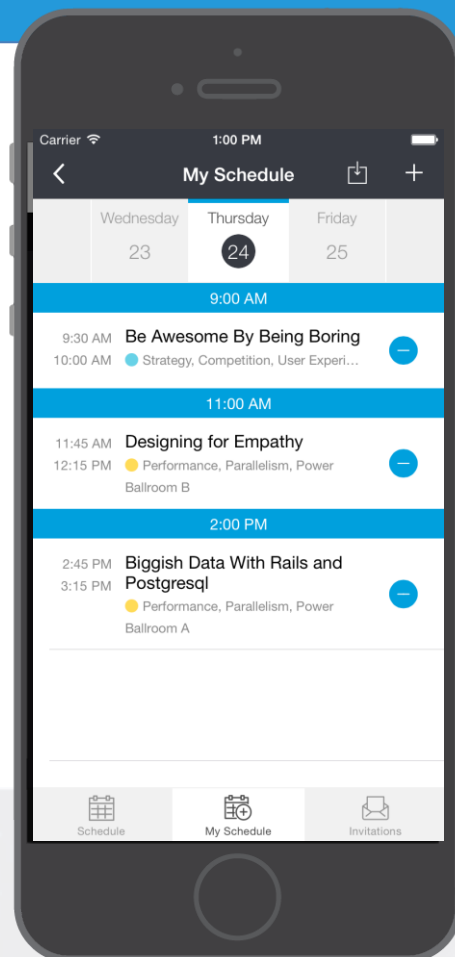 Carrier 1:00 PM
My Schedule
Wednesday Thursday Friday
23 24 25
9:00 AM
9:30 AM Be Awesome By Being Boring
10:00 AM Strategy, Competition, User Experi...
11:00 AM
11:45 AM Designing for Empathy
12:15 PM Performance, Parallelism, Power
Ballroom B
2:00 PM
2:45 PM Biggish Data With Rails and
3:15 PM Postgresql
Performance, Parallelism, Power
Ballroom A
Schedule My Schedule Invitations